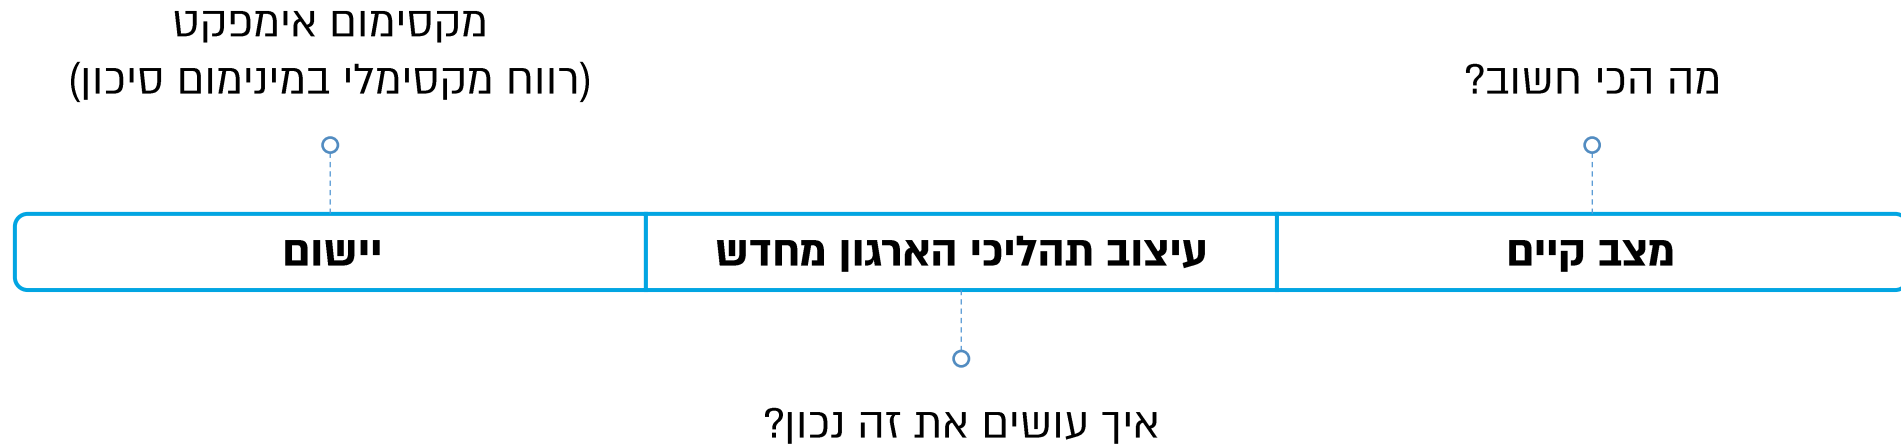 מה הכי חשוב?
מקסימום אימפקט
(רווח מקסימלי במינימום סיכון)
מצב קיים
עיצוב תהליכי הארגון מחדש
יישום
איך עושים את זה נכון?